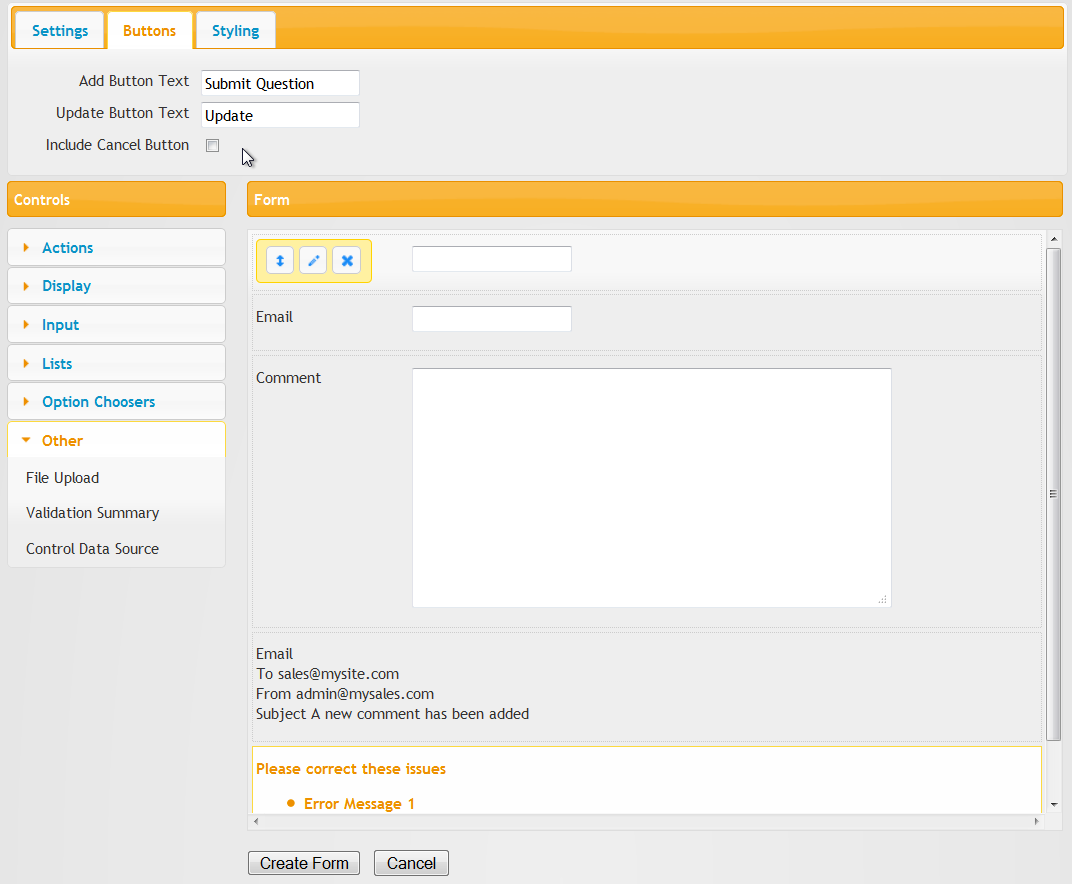 Settings Buttons Styling
Add Button Text Submit Question
Update Button Text Update
Include Cancel Button
Controls
Actions
Display
Input
Lists
Option Choosers
Other
File Upload
Validation Summary
Control Data Source
Form
Email
Comment
Email
To sales@mysite.com
From admin@mysales.com
Subject A new comment has been added
Please correct these issues
• Error Message 1
Create Form Cancel